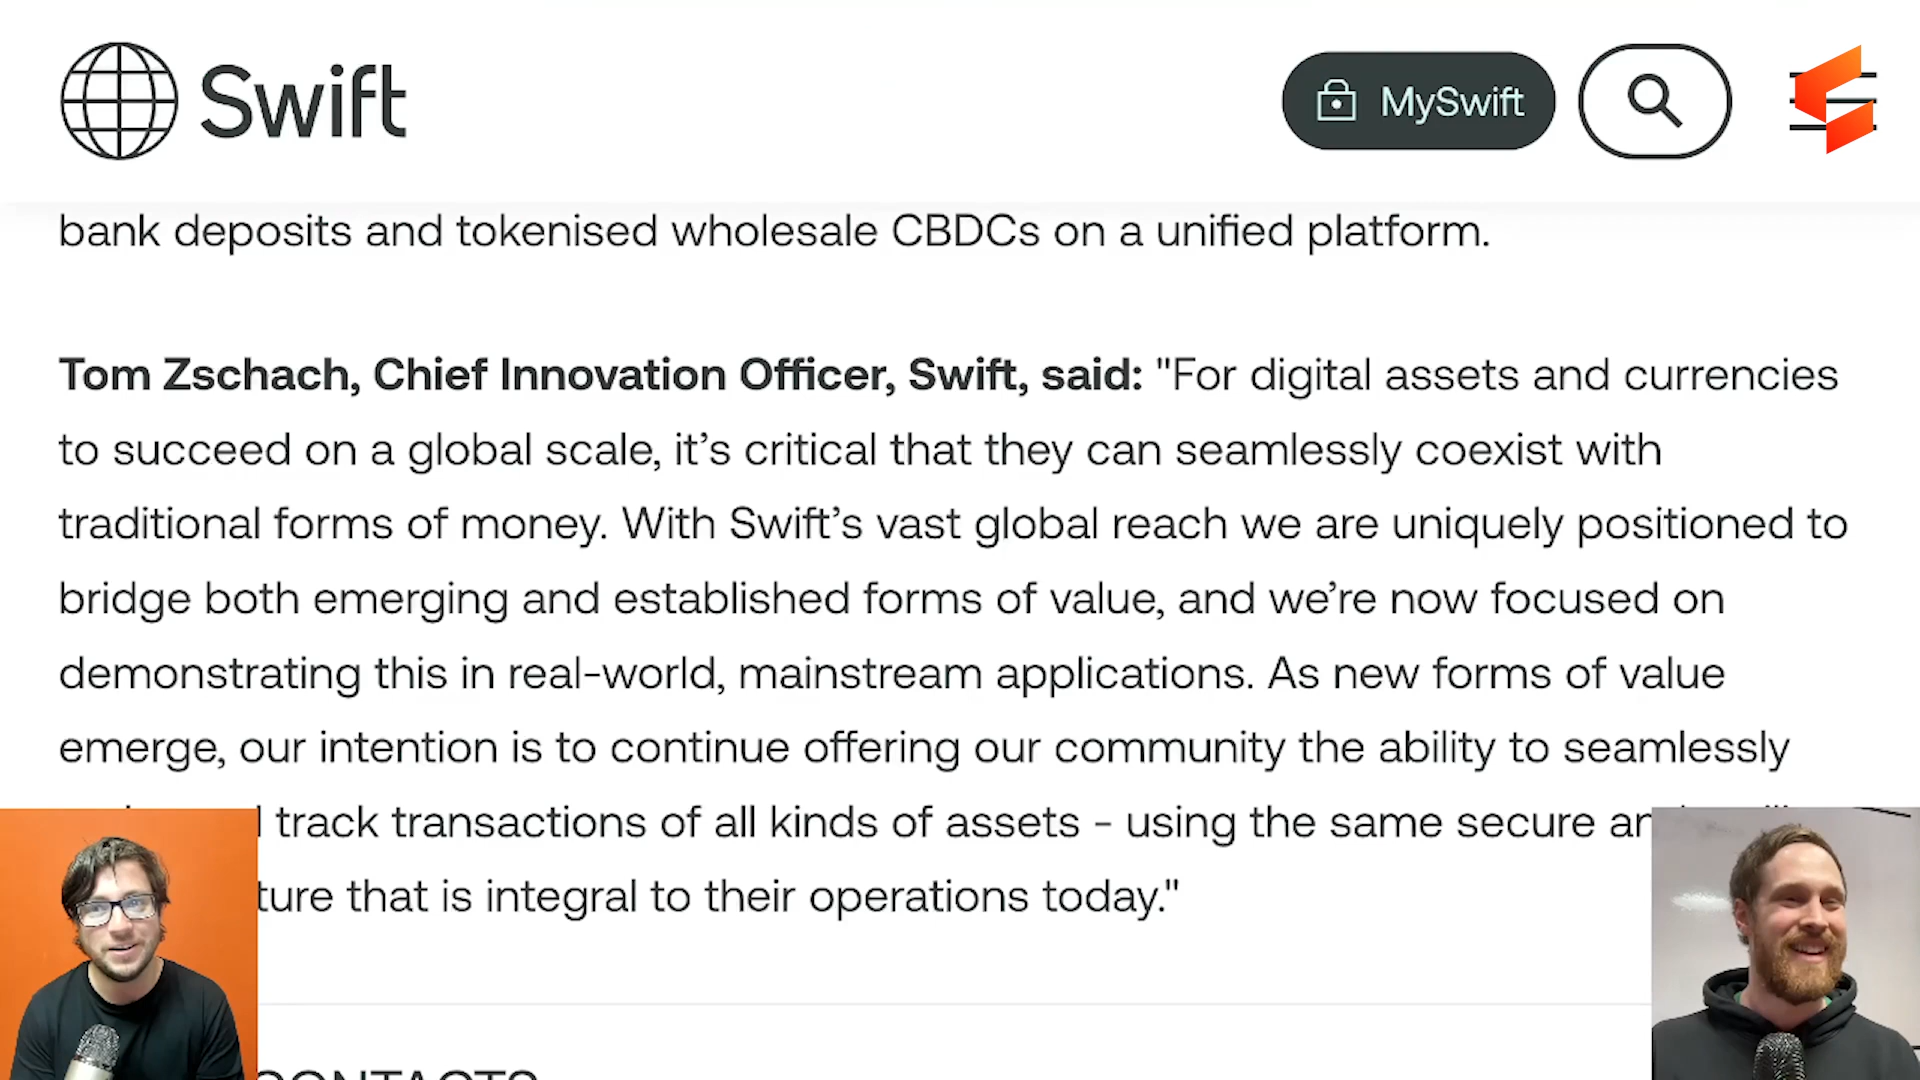 Swift
MySwift
bank deposits and tokenised wholesale CBDCs on a unified platform.
Tom Zschach, Chief Innovation Officer, Swift, said: "For digital assets and currencies
to succeed on a global scale, it’s critical that they can seamlessly coexist with
traditional forms of money. With Swift’s vast global reach we are uniquely positioned to
bridge both emerging and established forms of value, and we’re now focused on
demonstrating this in real-world, mainstream applications. As new forms of value
emerge, our intention is to continue offering our community the ability to seamlessly
track transactions of all kinds of assets - using the same secure
that is integral to their operations today."